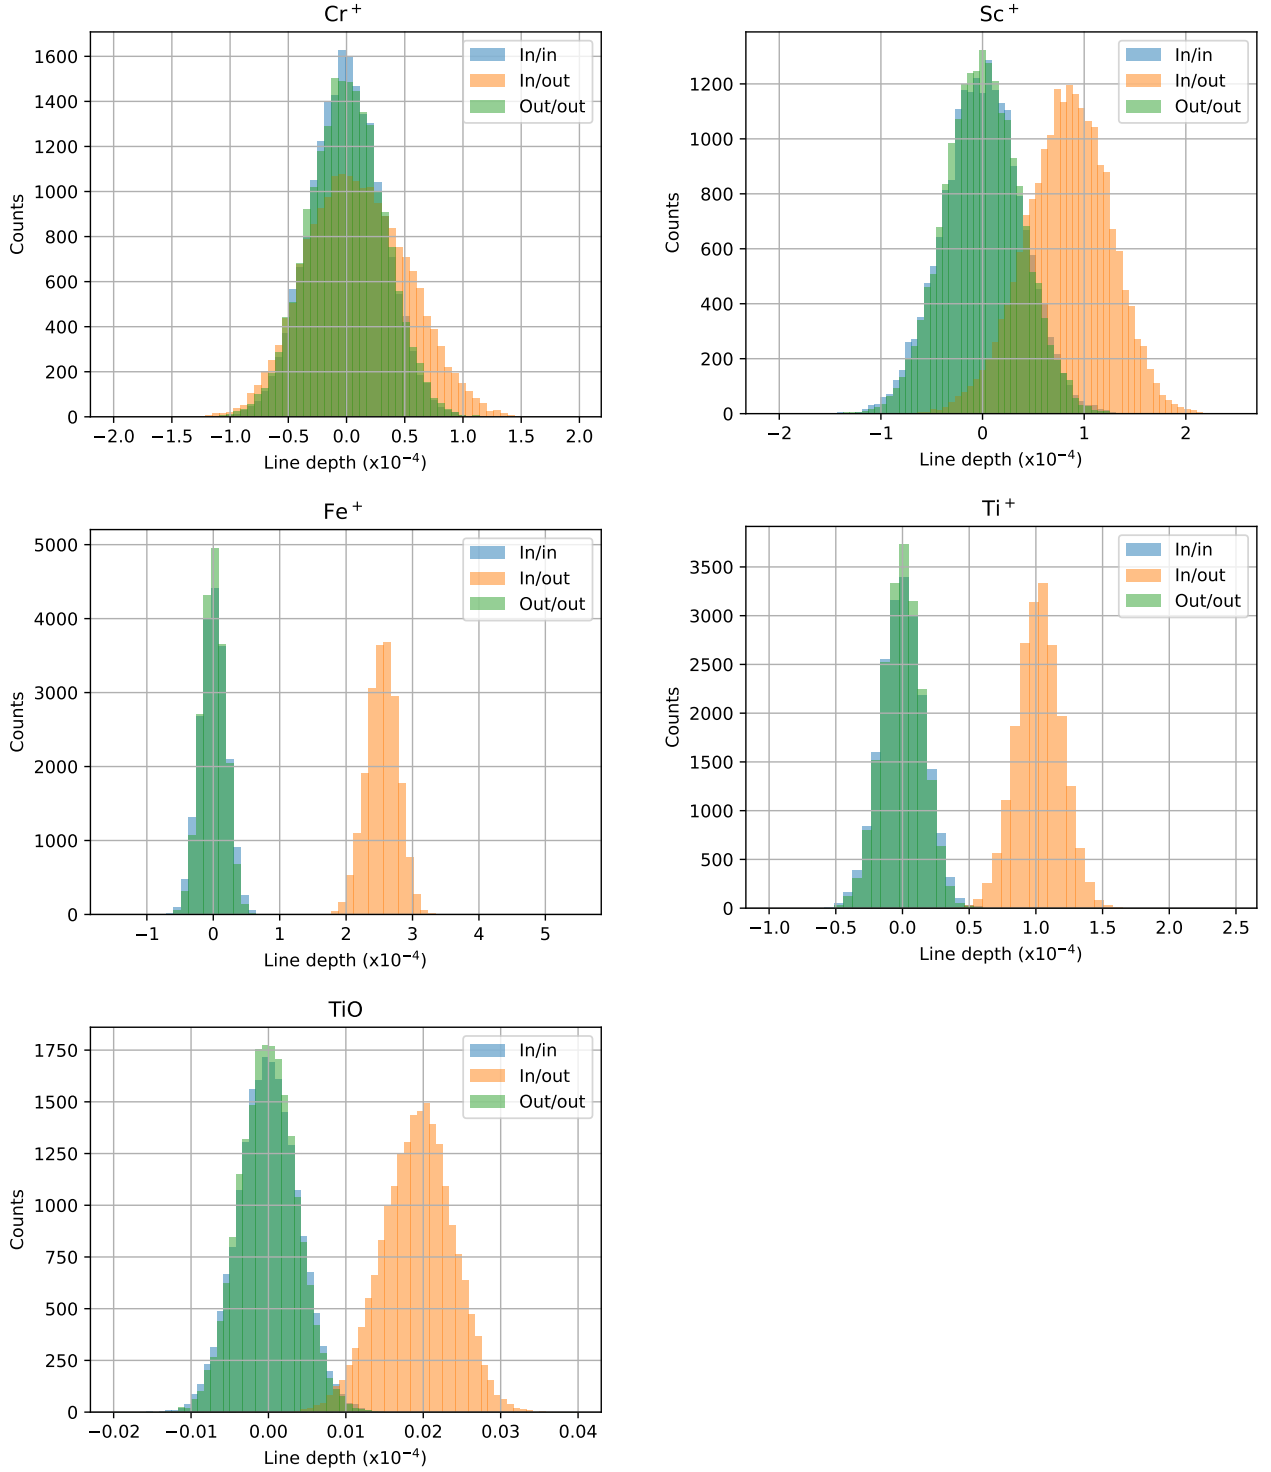 Cr+
1600
1400
1200
1000
800
600
400
200
0
Counts
In/in
In/out
Out/out
−2.0 −1.5 −1.0 −0.5 0.0 0.5 1.0 1.5 2.0
Line depth (x10−4)
Sc+
1200
1000
800
600
400
200
0
Counts
In/in
In/out
Out/out
−2 −1 0 1 2
Line depth (x10−4)
Fe+
5000
4000
3000
2000
1000
0
Counts
In/in
In/out
Out/out
−1 0 1 2 3 4 5
Line depth (x10−4)
Ti+
3500
3000
2500
2000
1500
1000
500
0
Counts
In/in
In/out
Out/out
−1.0 −0.5 0.0 0.5 1.0 1.5 2.0 2.5
Line depth (x10−4)
TiO
1750
1500
1250
1000
750
500
250
0
Counts
In/in
In/out
Out/out
−0.02 −0.01 0.00 0.01 0.02 0.03 0.04
Line depth (x10−4)